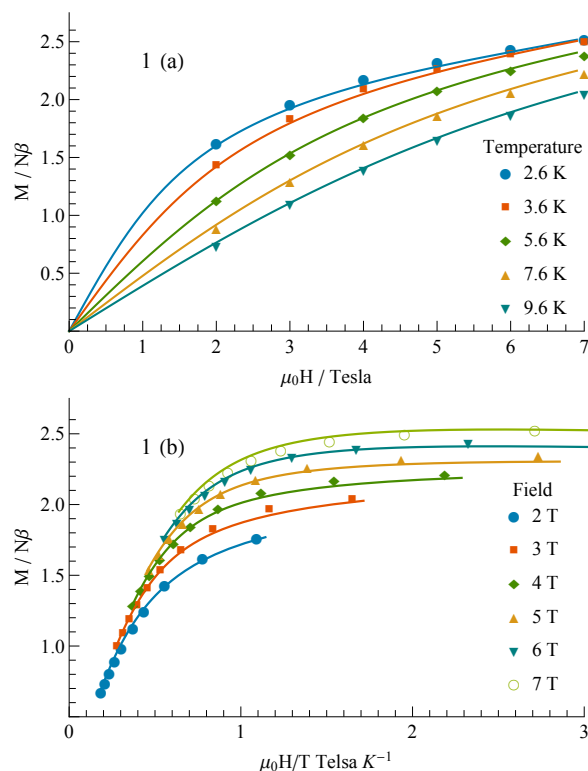 1 (a)
M / Nβ
2.5
2.0
1.5
1.0
0.5
Temperature
2.6 K
3.6 K
5.6 K
7.6 K
9.6 K
0 1 2 3 4 5 6 7
μ₀H / Tesla
1 (b)
M / Nβ
2.5
2.0
1.5
1.0
Field
2 T
3 T
4 T
5 T
6 T
7 T
0 1 2 3
μ₀H/T Telsa K⁻¹